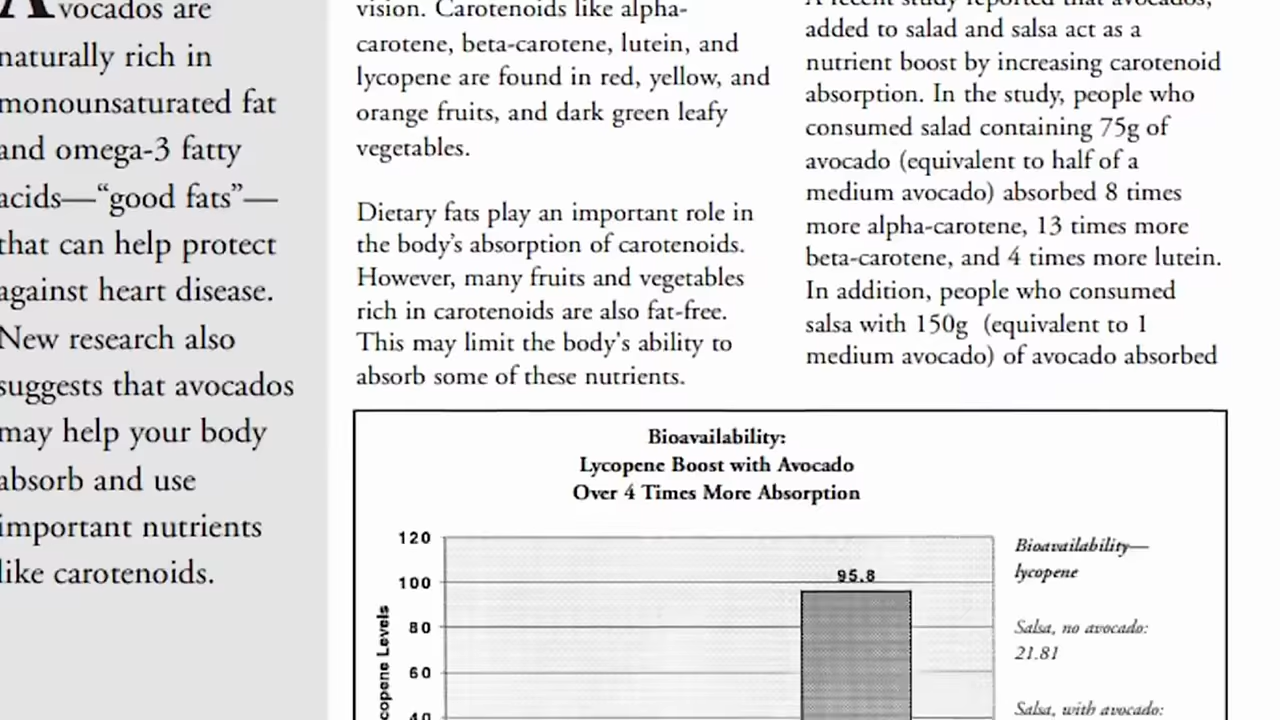 Avocados are
naturally rich in
monounsaturated fat
and omega-3 fatty
acids—“good fats”—
that can help protect
against heart disease.
New research also
suggests that avocados
may help your body
absorb and use
important nutrients
like carotenoids.
vision. Carotenoids like alpha-
carotene, beta-carotene, lutein, and
lycopene are found in red, yellow, and
orange fruits, and dark green leafy
vegetables.
Dietary fats play an important role in
the body’s absorption of carotenoids.
However, many fruits and vegetables
rich in carotenoids are also fat-free.
This may limit the body’s ability to
absorb some of these nutrients.
A recent study reported that avocados,
added to salad and salsa act as a
nutrient boost by increasing carotenoid
absorption. In the study, people who
consumed salad containing 75g of
avocado (equivalent to half of a
medium avocado) absorbed 8 times
more alpha-carotene, 13 times more
beta-carotene, and 4 times more lutein.
In addition, people who consumed
salsa with 150g (equivalent to 1
medium avocado) of avocado absorbed
Bioavailability:
Lycopene Boost with Avocado
Over 4 Times More Absorption
120
100
80
60
40
copene Levels
95.8
Bioavailability—
lycopene
Salsa, no avocado:
21.81
Salsa, with avocado: